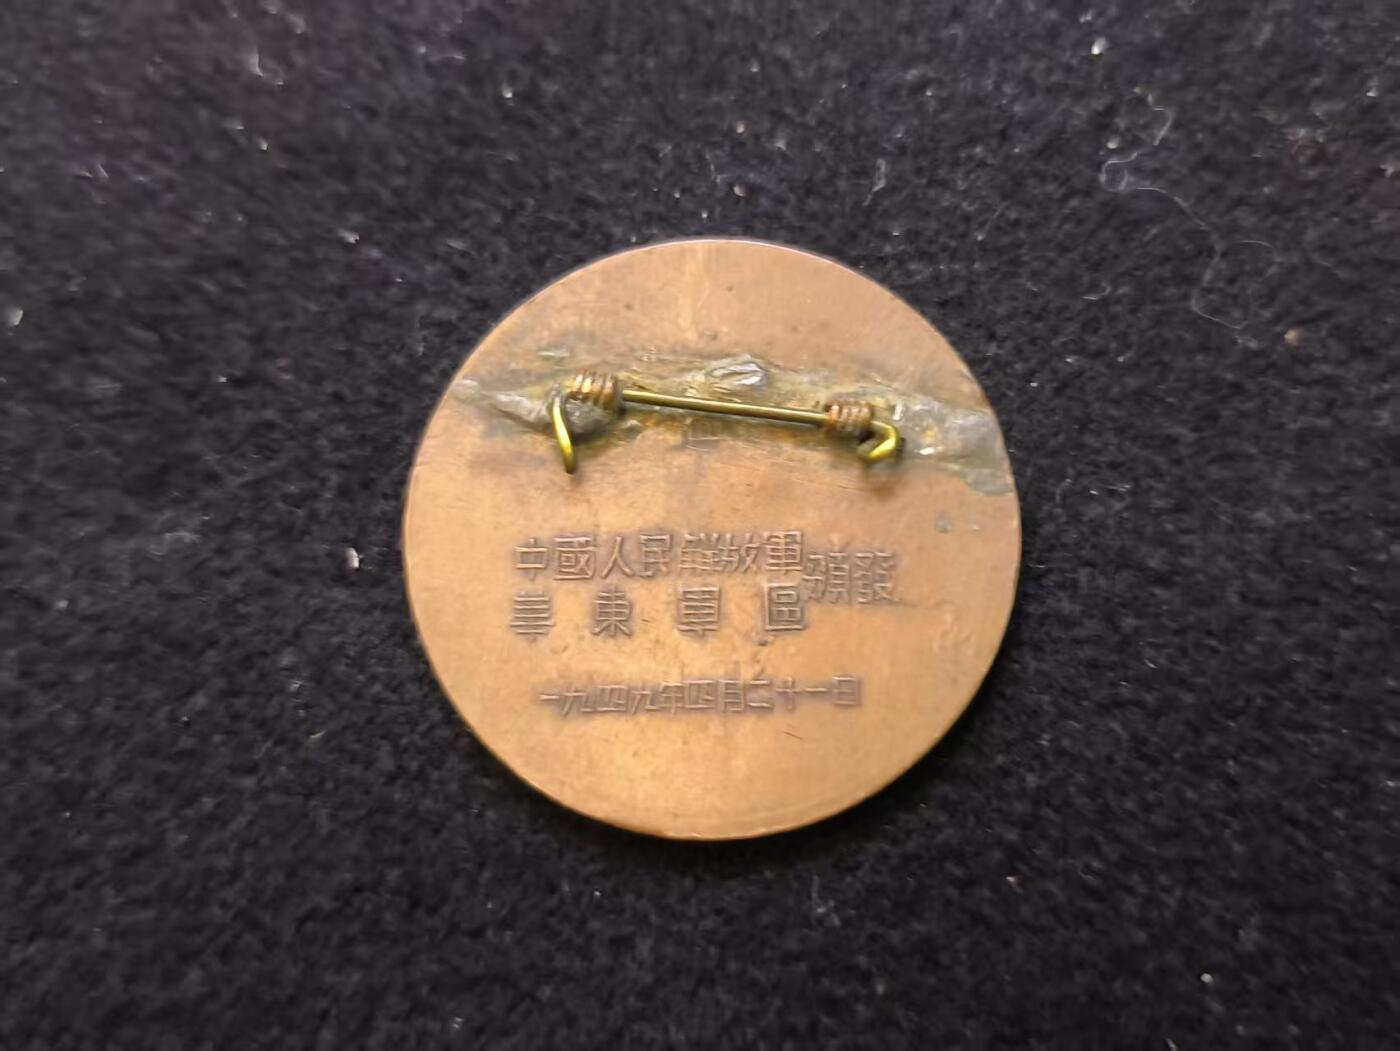 中國人民解放軍
華東軍區
頒發
一九四九年四月二十一日